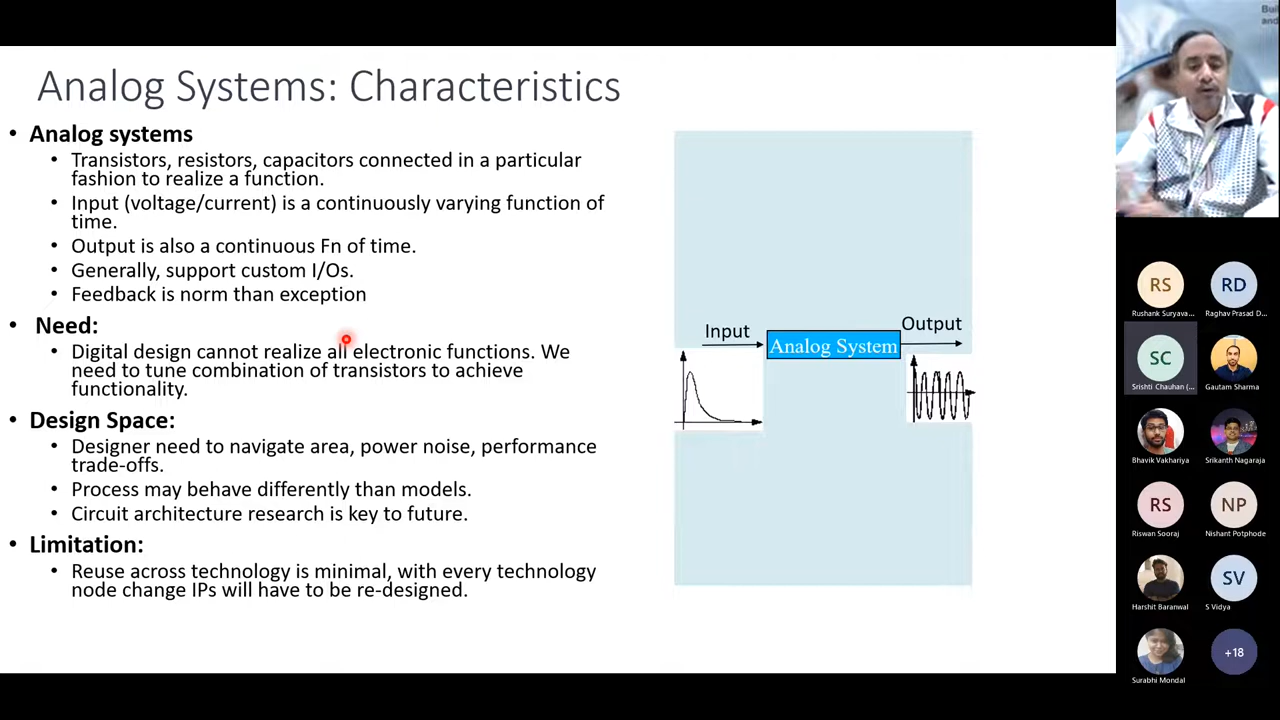 Analog Systems: Characteristics
• Analog systems
• Transistors, resistors, capacitors connected in a particular
fashion to realize a function.
• Input (voltage/current) is a continuously varying function of
time.
• Output is also a continuous Fn of time.
• Generally, support custom I/Os.
• Feedback is norm than exception
• Need:
• Digital design cannot realize all electronic functions. We
need to tune combination of transistors to achieve
functionality.
• Design Space:
• Designer need to navigate area, power noise, performance
trade-offs.
• Process may behave differently than models.
• Circuit architecture research is key to future.
• Limitation:
• Reuse across technology is minimal, with every technology
node change IPs will have to be re-designed.
Input
Analog System
Output
and
RS
Rushank Suryava...
RD
Raghav Prasad D...
SC
Srishti Chauhan (...
Gautam Sharma
Bhavik Vakhariya
Srikanth Nagaraja
RS
Riswan Sooraj
NP
Nishant Potphode
Harshit Baranwal
SV
S Vidya
Surabhi Mondal
+18